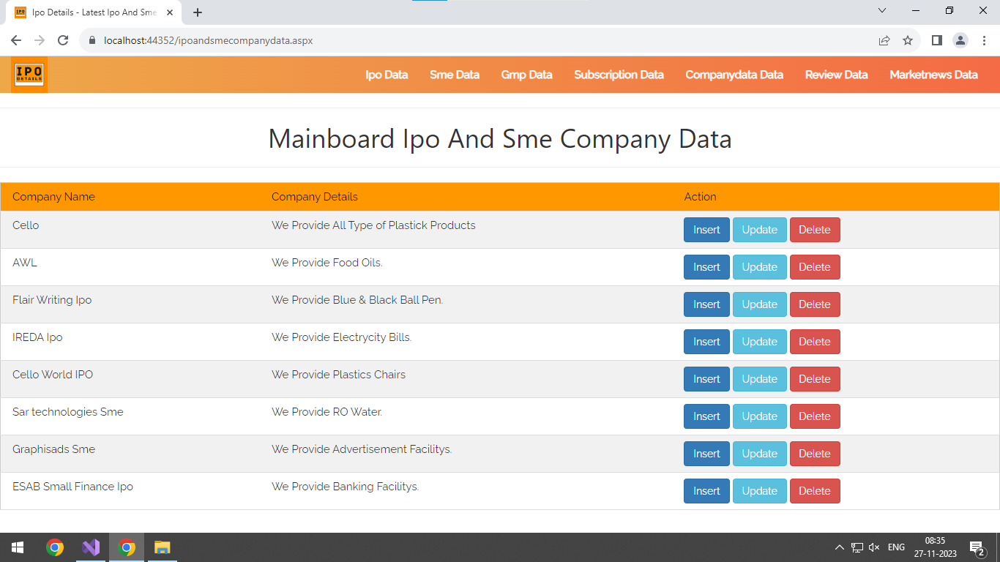 Ipo Details - Latest Ipo And Sme
localhost:44352/ipoandsmecompanydata.aspx
IPO
DETAILS
Ipo Data Sme Data Gmp Data Subscription Data Companydata Data Review Data Marketnews Data
Mainboard Ipo And Sme Company Data
Company Name Company Details Action
Cello We Provide All Type of Plastick Products Insert Update Delete
AWL We Provide Food Oils. Insert Update Delete
Flair Writing Ipo We Provide Blue & Black Ball Pen. Insert Update Delete
IREDA Ipo We Provide Electrycity Bills. Insert Update Delete
Cello World IPO We Provide Plastics Chairs Insert Update Delete
Sar technologies Sme We Provide RO Water. Insert Update Delete
Graphisads Sme We Provide Advertisement Facilitys. Insert Update Delete
ESAB Small Finance Ipo We Provide Banking Facilitys. Insert Update Delete
ENG 08:35
27-11-2023 2